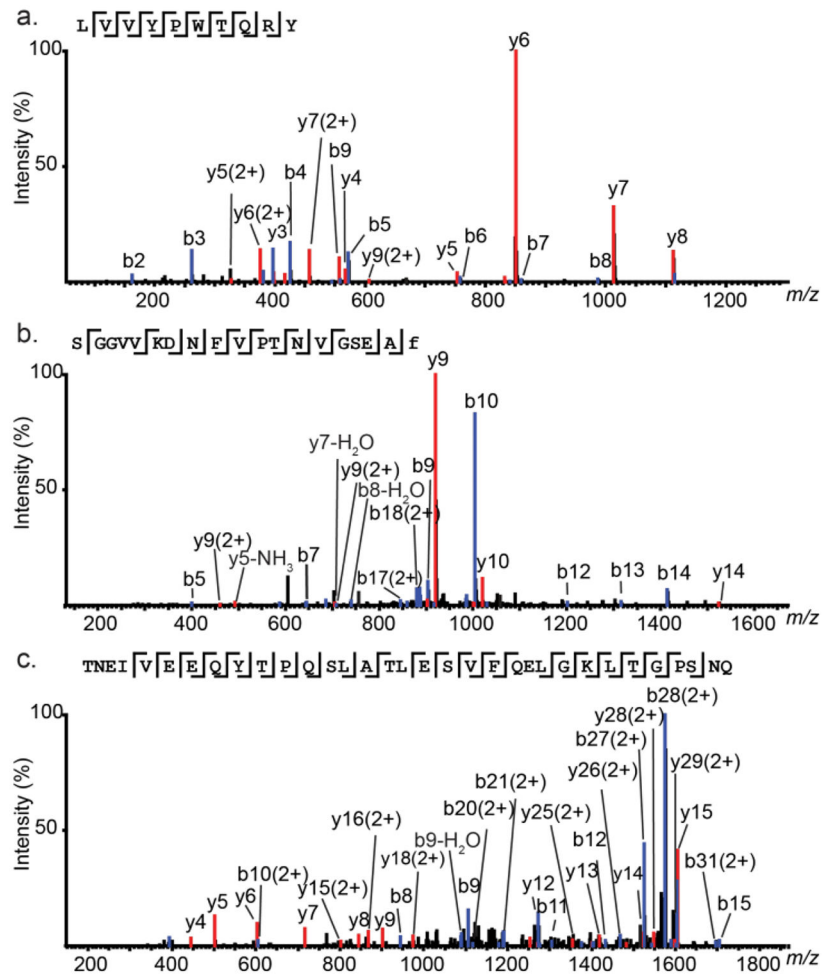 a.
LVVYPWTQRY
100
50
Intensity (%)
y6
y7(2+)
b9
y5(2+)
b4
y4
y6(2+)
y3
b5
b3
b2
y9(2+)
y5
b6
b7
y7
b8
y8
200 400 600 800 1000 1200
m/z
b.
SGGVVKDNFVPTNVGSEAf
100
50
Intensity (%)
y9
b10
y7-H2O
y9(2+)
b9
b8-H2O
b18(2+)
y9(2+)
y5-NH3
b7
b5
b17(2+)
y10
b12
b13
b14
y14
200 400 600 800 1000 1200 1400 1600
m/z
c.
TNEIVEEQYTPQSLATLESVFQELGKLTGPSNQ
100
50
Intensity (%)
b28(2+)
y28(2+)
b27(2+)
y29(2+)
y26(2+)
b21(2+)
y25(2+)
b20(2+)
y15
y16(2+)
b9-H2O
b12
y18(2+)
b10(2+)
b31(2+)
y15(2+)
y6
y5
y4
y7
y8
y9
b8
b9
y12
b11
y13
y14
b15
200 400 600 800 1000 1200 1400 1600 1800
m/z